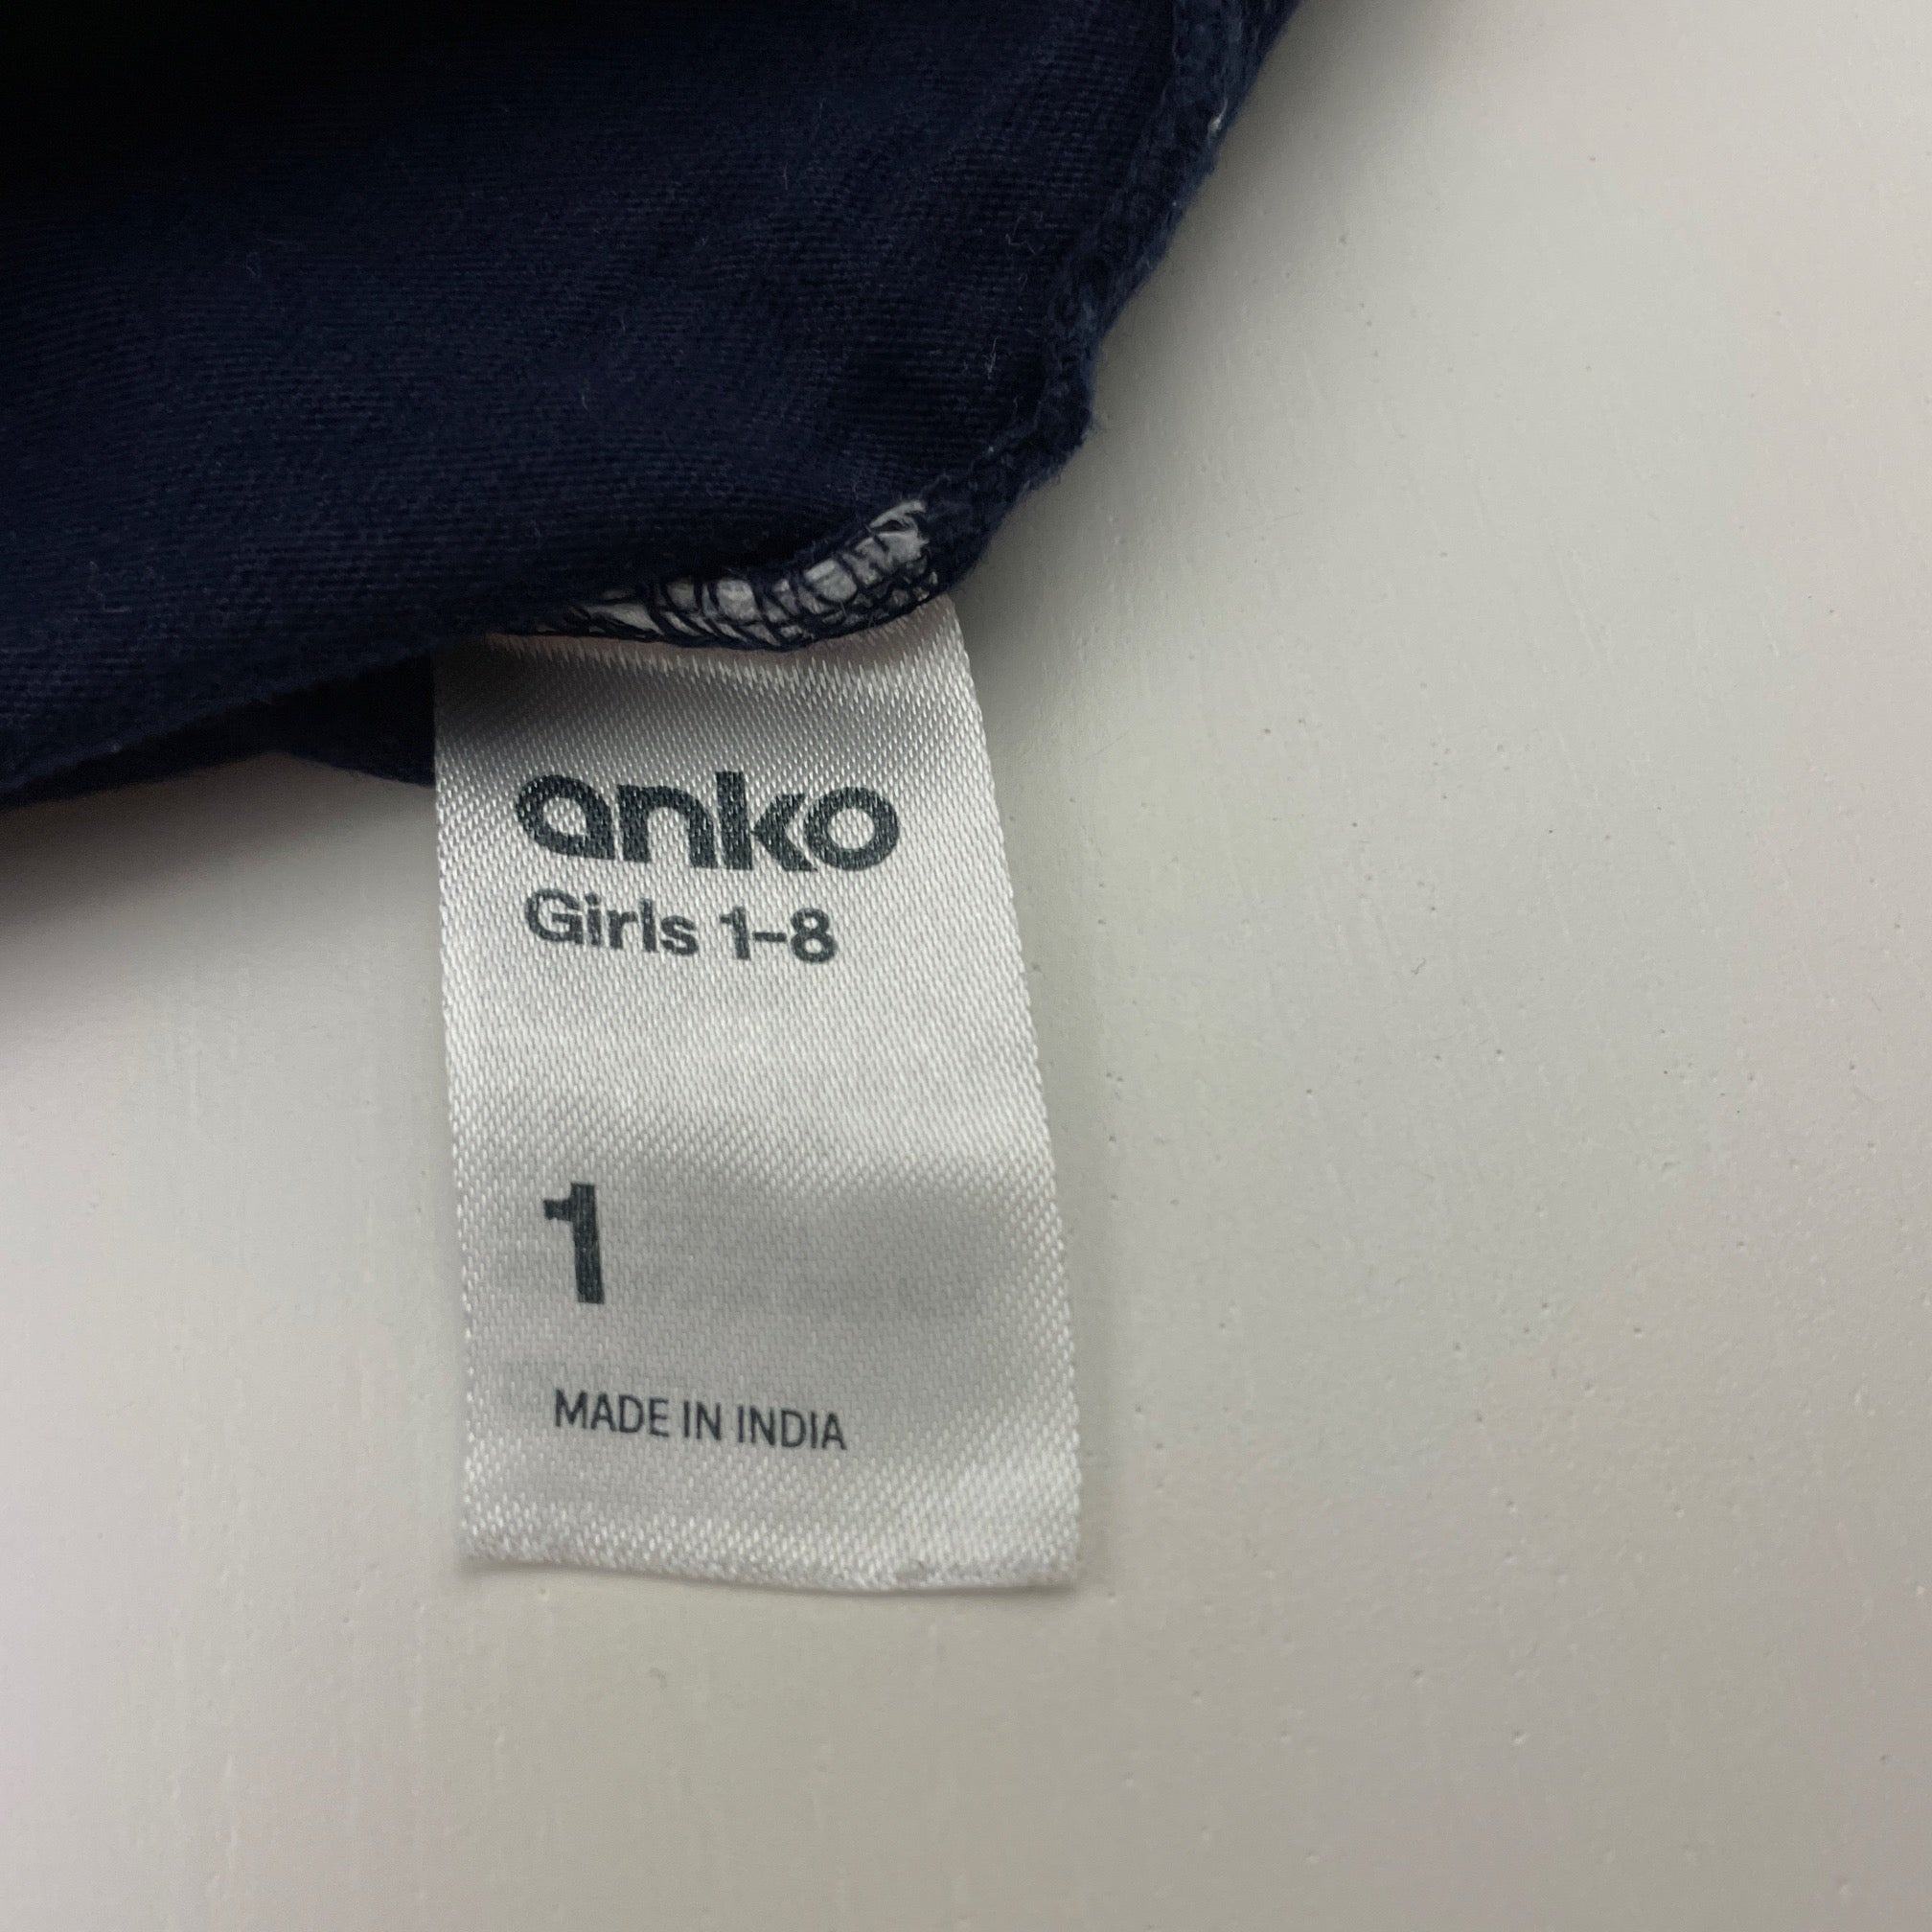 anko
Girls 1-8
1
MADE IN INDIA